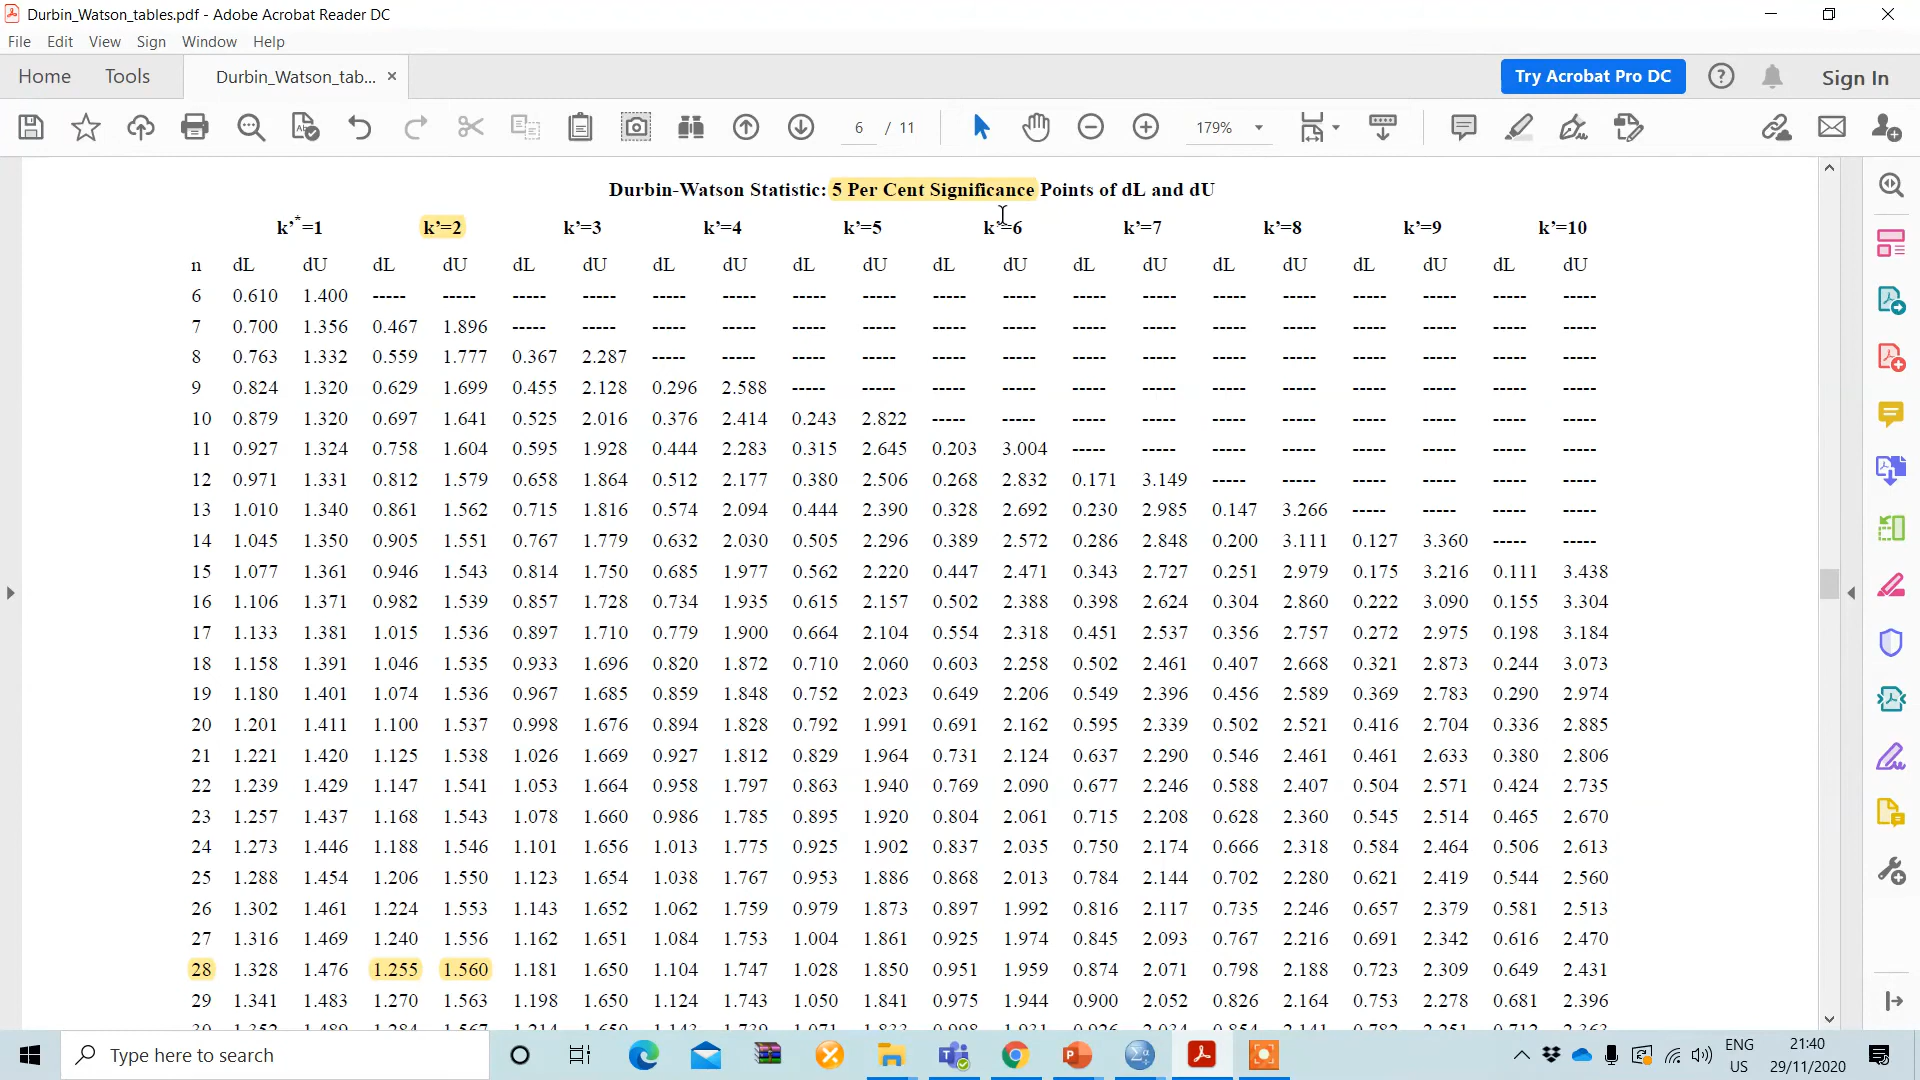 Durbin_Watson_tables.pdf - Adobe Acrobat Reader DC
File Edit View Sign Window Help
Home Tools Durbin_Watson_tab... × Try Acrobat Pro DC Sign In
6 / 11 179%
Durbin-Watson Statistic: 5 Per Cent Significance Points of dL and dU
k’*=1 k’=2 k’=3 k’=4 k’=5 k’=6 k’=7 k’=8 k’=9 k’=10
n dL dU dL dU dL dU dL dU dL dU dL dU dL dU dL dU dL dU dL dU
6 0.610 1.400 ----- ----- ----- ----- ----- ----- ----- ----- ----- ----- ----- ----- ----- ----- ----- ----- ----- -----
7 0.700 1.356 0.467 1.896 ----- ----- ----- ----- ----- ----- ----- ----- ----- ----- ----- ----- ----- ----- ----- -----
8 0.763 1.332 0.559 1.777 0.367 2.287 ----- ----- ----- ----- ----- ----- ----- ----- ----- ----- ----- ----- ----- -----
9 0.824 1.320 0.629 1.699 0.455 2.128 0.296 2.588 ----- ----- ----- ----- ----- ----- ----- ----- ----- ----- ----- -----
10 0.879 1.320 0.697 1.641 0.525 2.016 0.376 2.414 0.243 2.822 ----- ----- ----- ----- ----- ----- ----- ----- ----- -----
11 0.927 1.324 0.758 1.604 0.595 1.928 0.444 2.283 0.315 2.645 0.203 3.004 ----- ----- ----- ----- ----- ----- ----- -----
12 0.971 1.331 0.812 1.579 0.658 1.864 0.512 2.177 0.380 2.506 0.268 2.832 0.171 3.149 ----- ----- ----- ----- ----- -----
13 1.010 1.340 0.861 1.562 0.715 1.816 0.574 2.094 0.444 2.390 0.328 2.692 0.230 2.985 0.147 3.266 ----- ----- ----- -----
14 1.045 1.350 0.905 1.551 0.767 1.779 0.632 2.030 0.505 2.296 0.389 2.572 0.286 2.848 0.200 3.111 0.127 3.360 ----- -----
15 1.077 1.361 0.946 1.543 0.814 1.750 0.685 1.977 0.562 2.220 0.447 2.471 0.343 2.727 0.251 2.979 0.175 3.216 0.111 3.438
16 1.106 1.371 0.982 1.539 0.857 1.728 0.734 1.935 0.615 2.157 0.502 2.388 0.398 2.624 0.304 2.860 0.222 3.090 0.155 3.304
17 1.133 1.381 1.015 1.536 0.897 1.710 0.779 1.900 0.664 2.104 0.554 2.318 0.451 2.537 0.356 2.757 0.272 2.975 0.198 3.184
18 1.158 1.391 1.046 1.535 0.933 1.696 0.820 1.872 0.710 2.060 0.603 2.258 0.502 2.461 0.407 2.668 0.321 2.873 0.244 3.073
19 1.180 1.401 1.074 1.536 0.967 1.685 0.859 1.848 0.752 2.023 0.649 2.206 0.549 2.396 0.456 2.589 0.369 2.783 0.290 2.974
20 1.201 1.411 1.100 1.537 0.998 1.676 0.894 1.828 0.792 1.991 0.691 2.162 0.595 2.339 0.502 2.521 0.416 2.704 0.336 2.885
21 1.221 1.420 1.125 1.538 1.026 1.669 0.927 1.812 0.829 1.964 0.731 2.124 0.637 2.290 0.546 2.461 0.461 2.633 0.380 2.806
22 1.239 1.429 1.147 1.541 1.053 1.664 0.958 1.797 0.863 1.940 0.769 2.090 0.677 2.246 0.588 2.407 0.504 2.571 0.424 2.735
23 1.257 1.437 1.168 1.543 1.078 1.660 0.986 1.785 0.895 1.920 0.804 2.061 0.715 2.208 0.628 2.360 0.545 2.514 0.465 2.670
24 1.273 1.446 1.188 1.546 1.101 1.656 1.013 1.775 0.925 1.902 0.837 2.035 0.750 2.174 0.666 2.318 0.584 2.464 0.506 2.613
25 1.288 1.454 1.206 1.550 1.123 1.654 1.038 1.767 0.953 1.886 0.868 2.013 0.784 2.144 0.702 2.280 0.621 2.419 0.544 2.560
26 1.302 1.461 1.224 1.553 1.143 1.652 1.062 1.759 0.979 1.873 0.897 1.992 0.816 2.117 0.735 2.246 0.657 2.379 0.581 2.513
27 1.316 1.469 1.240 1.556 1.162 1.651 1.084 1.753 1.004 1.861 0.925 1.974 0.845 2.093 0.767 2.216 0.691 2.342 0.616 2.470
28 1.328 1.476 1.255 1.560 1.181 1.650 1.104 1.747 1.028 1.850 0.951 1.959 0.874 2.071 0.798 2.188 0.723 2.309 0.649 2.431
29 1.341 1.483 1.270 1.563 1.198 1.650 1.124 1.743 1.050 1.841 0.975 1.944 0.900 2.052 0.826 2.164 0.753 2.278 0.681 2.396
Type here to search
ENG 21:40
US 29/11/2020